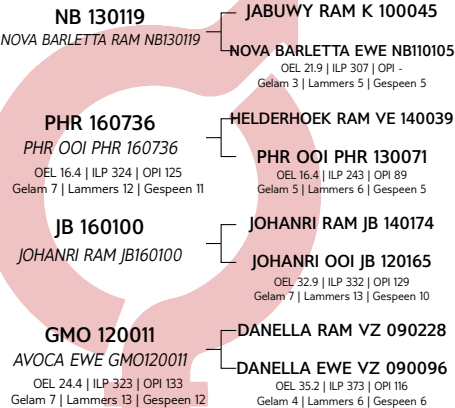 NB 130119
NOVA BARLETTA RAM NB130119
JABUWY RAM K 100045
NOVA BARLETTA EWE NB110105
OEL 21.9 | ILP 307 | OPI -
Gelam 3 | Lammers 5 | Gespeen 5
PHR 160736
PHR OOI PHR 160736
OEL 16.4 | ILP 324 | OPI 125
Gelam 7 | Lammers 12 | Gespeen 11
HELDERHOEK RAM VE 140039
PHR OOI PHR 130071
OEL 16.4 | ILP 243 | OPI 89
Gelam 5 | Lammers 6 | Gespeen 5
JB 160100
JOHANRI RAM JB160100
JOHANRI RAM JB 140174
JOHANRI OOI JB 120165
OEL 32.9 | ILP 332 | OPI 129
Gelam 7 | Lammers 13 | Gespeen 10
GMO 120011
AVOCA EWE GMO120011
OEL 24.4 | ILP 323 | OPI 133
Gelam 7 | Lammers 13 | Gespeen 12
DANELLA RAM VZ 090228
DANELLA EWE VZ 090096
OEL 35.2 | ILP 373 | OPI 116
Gelam 4 | Lammers 6 | Gespeen 6